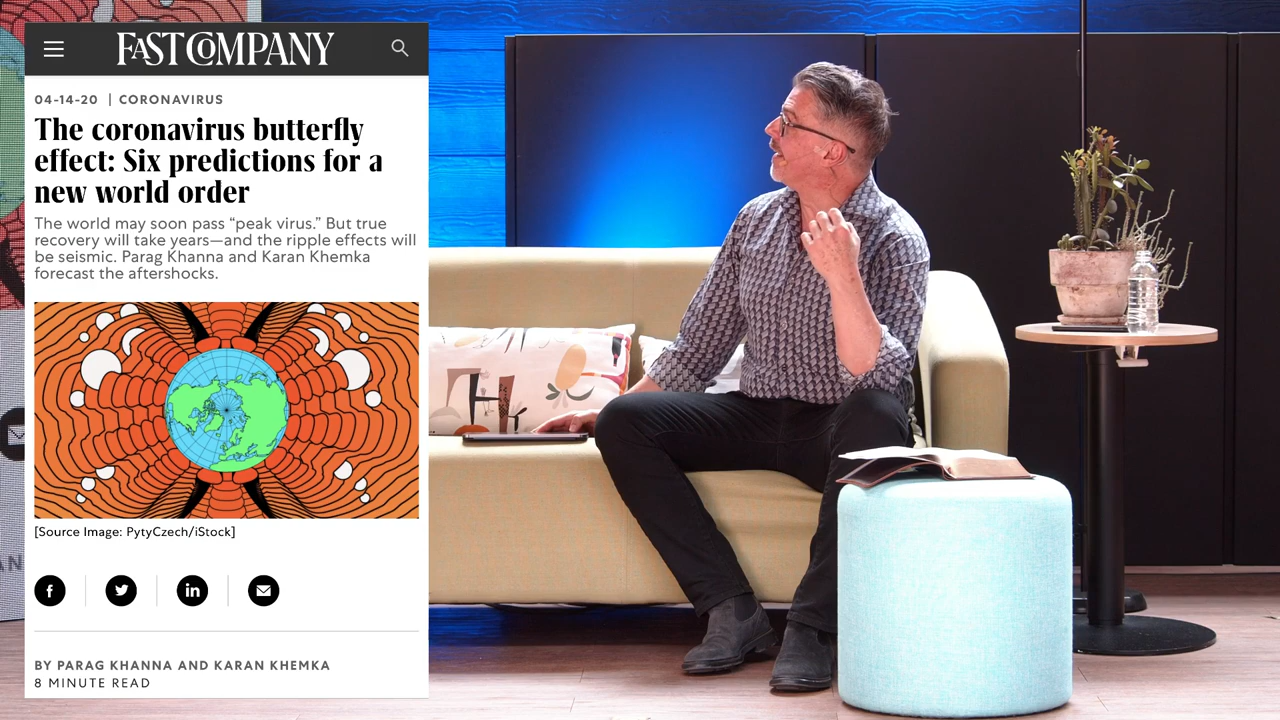 FAST COMPANY
04-14-20 | CORONAVIRUS
The coronavirus butterfly
effect: Six predictions for a
new world order
The world may soon pass “peak virus.” But true
recovery will take years—and the ripple effects will
be seismic. Parag Khanna and Karan Khemka
forecast the aftershocks.
[Source Image: PytyCzech/iStock]
BY PARAG KHANNA AND KARAN KHEMKA
8 MINUTE READ